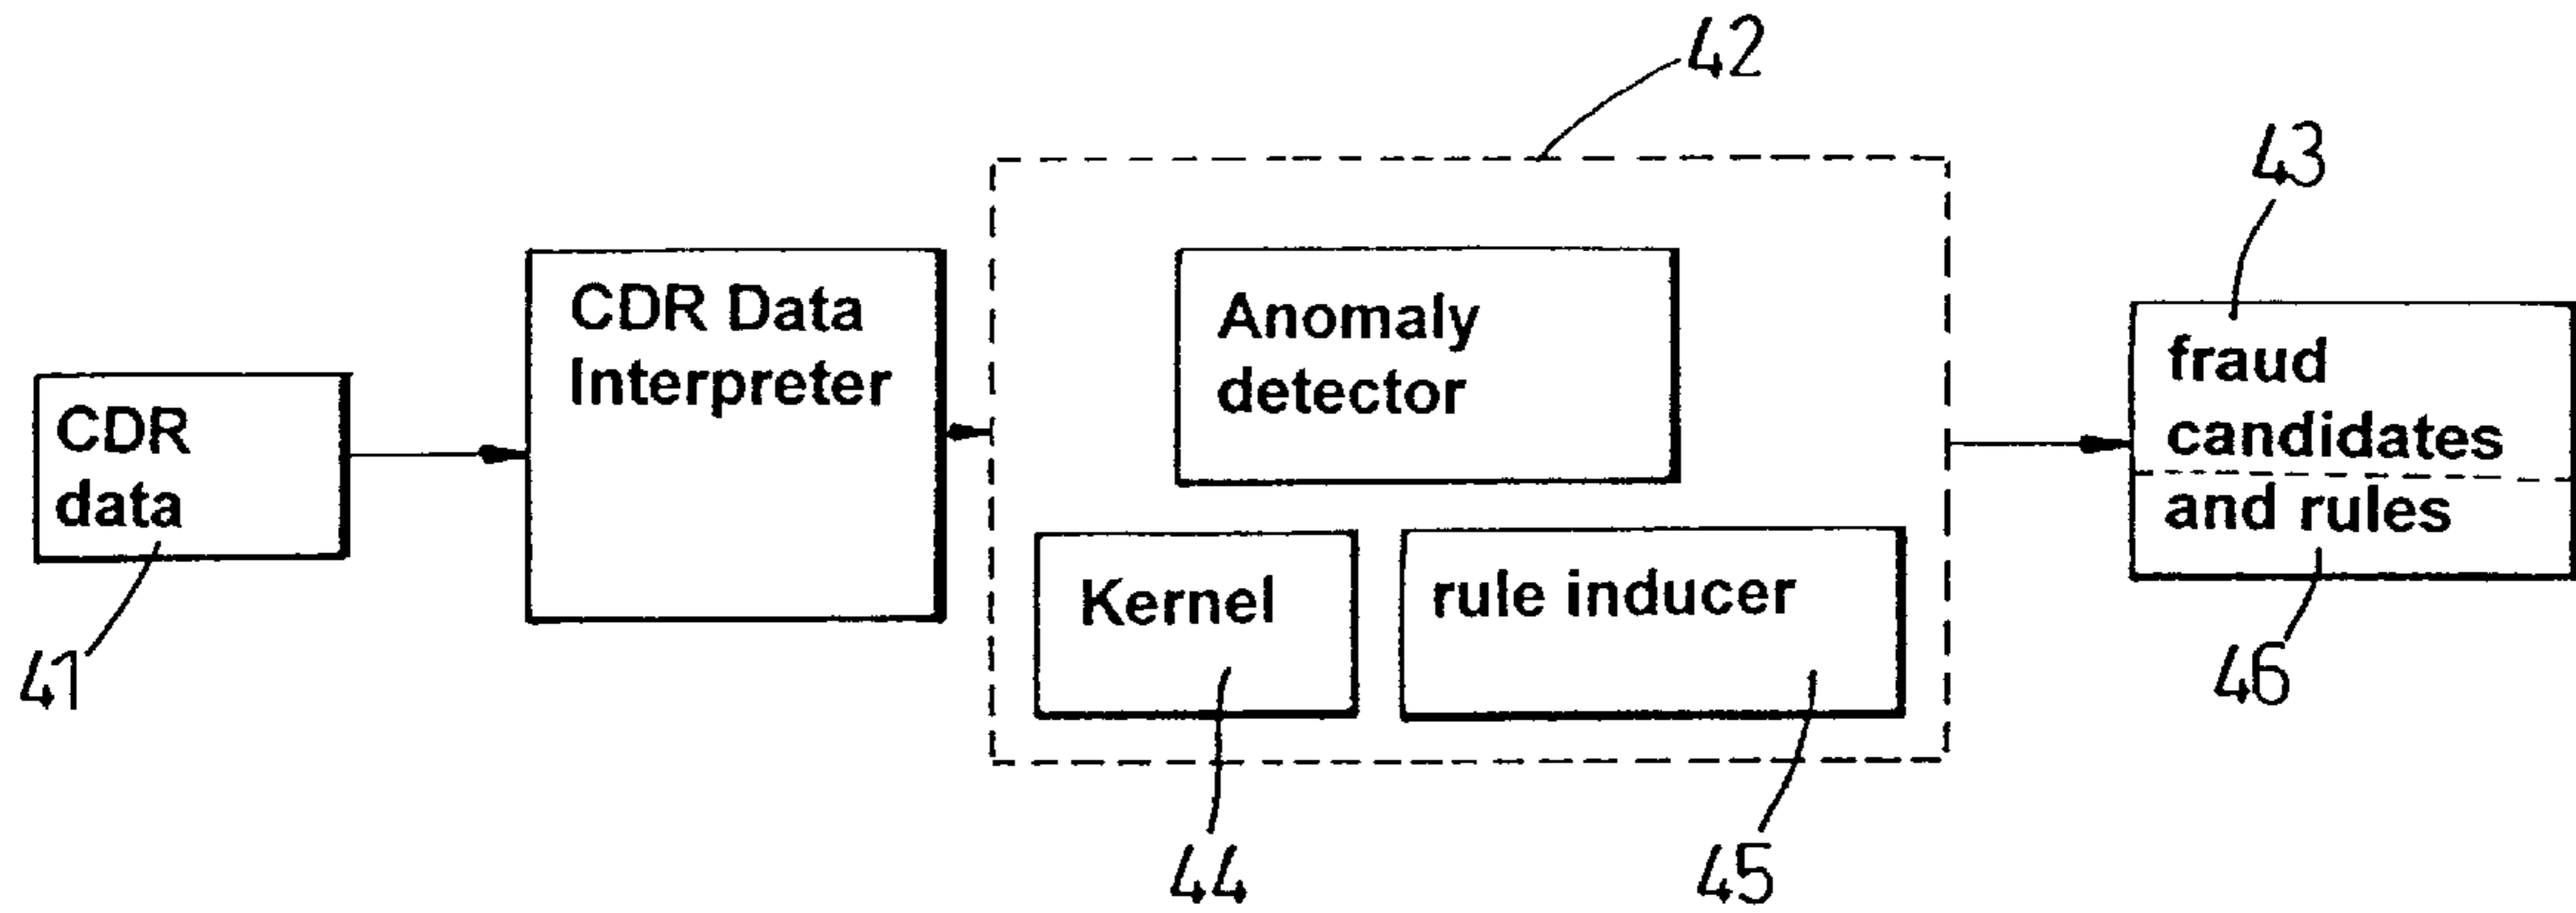 42
43
CDR
data
CDR Data
Interpreter
Anomaly
detector
Kernel
rule inducer
fraud
candidates
and rules
41
44
45
46